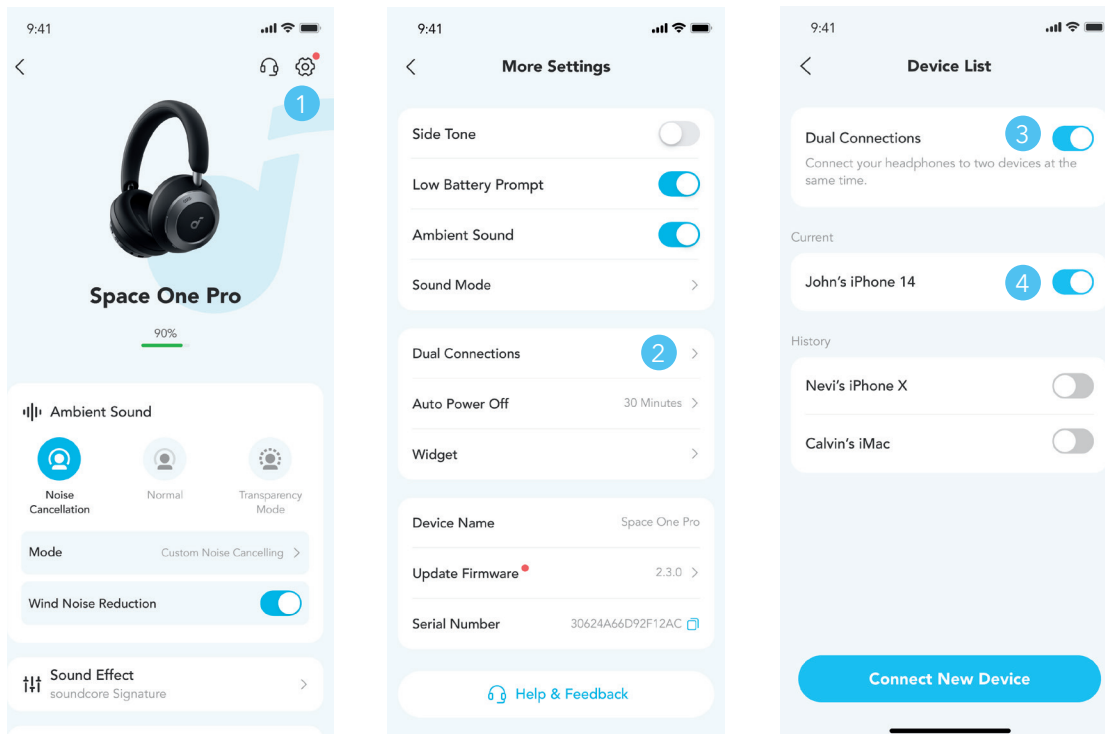 9:41
1
Space One Pro
90%
Ambient Sound
Noise
Cancellation
Normal
Transparency
Mode
Mode Custom Noise Cancelling
Wind Noise Reduction
Sound Effect
soundcore Signature
9:41
More Settings
Side Tone
Low Battery Prompt
Ambient Sound
Sound Mode
Dual Connections 2
Auto Power Off 30 Minutes
Widget
Device Name Space One Pro
Update Firmware 2.3.0
Serial Number 30624A66D92F12AC
Help & Feedback
9:41
Device List
Dual Connections 3
Connect your headphones to two devices at the
same time.
Current
John's iPhone 14 4
History
Nevi's iPhone X
Calvin's iMac
Connect New Device